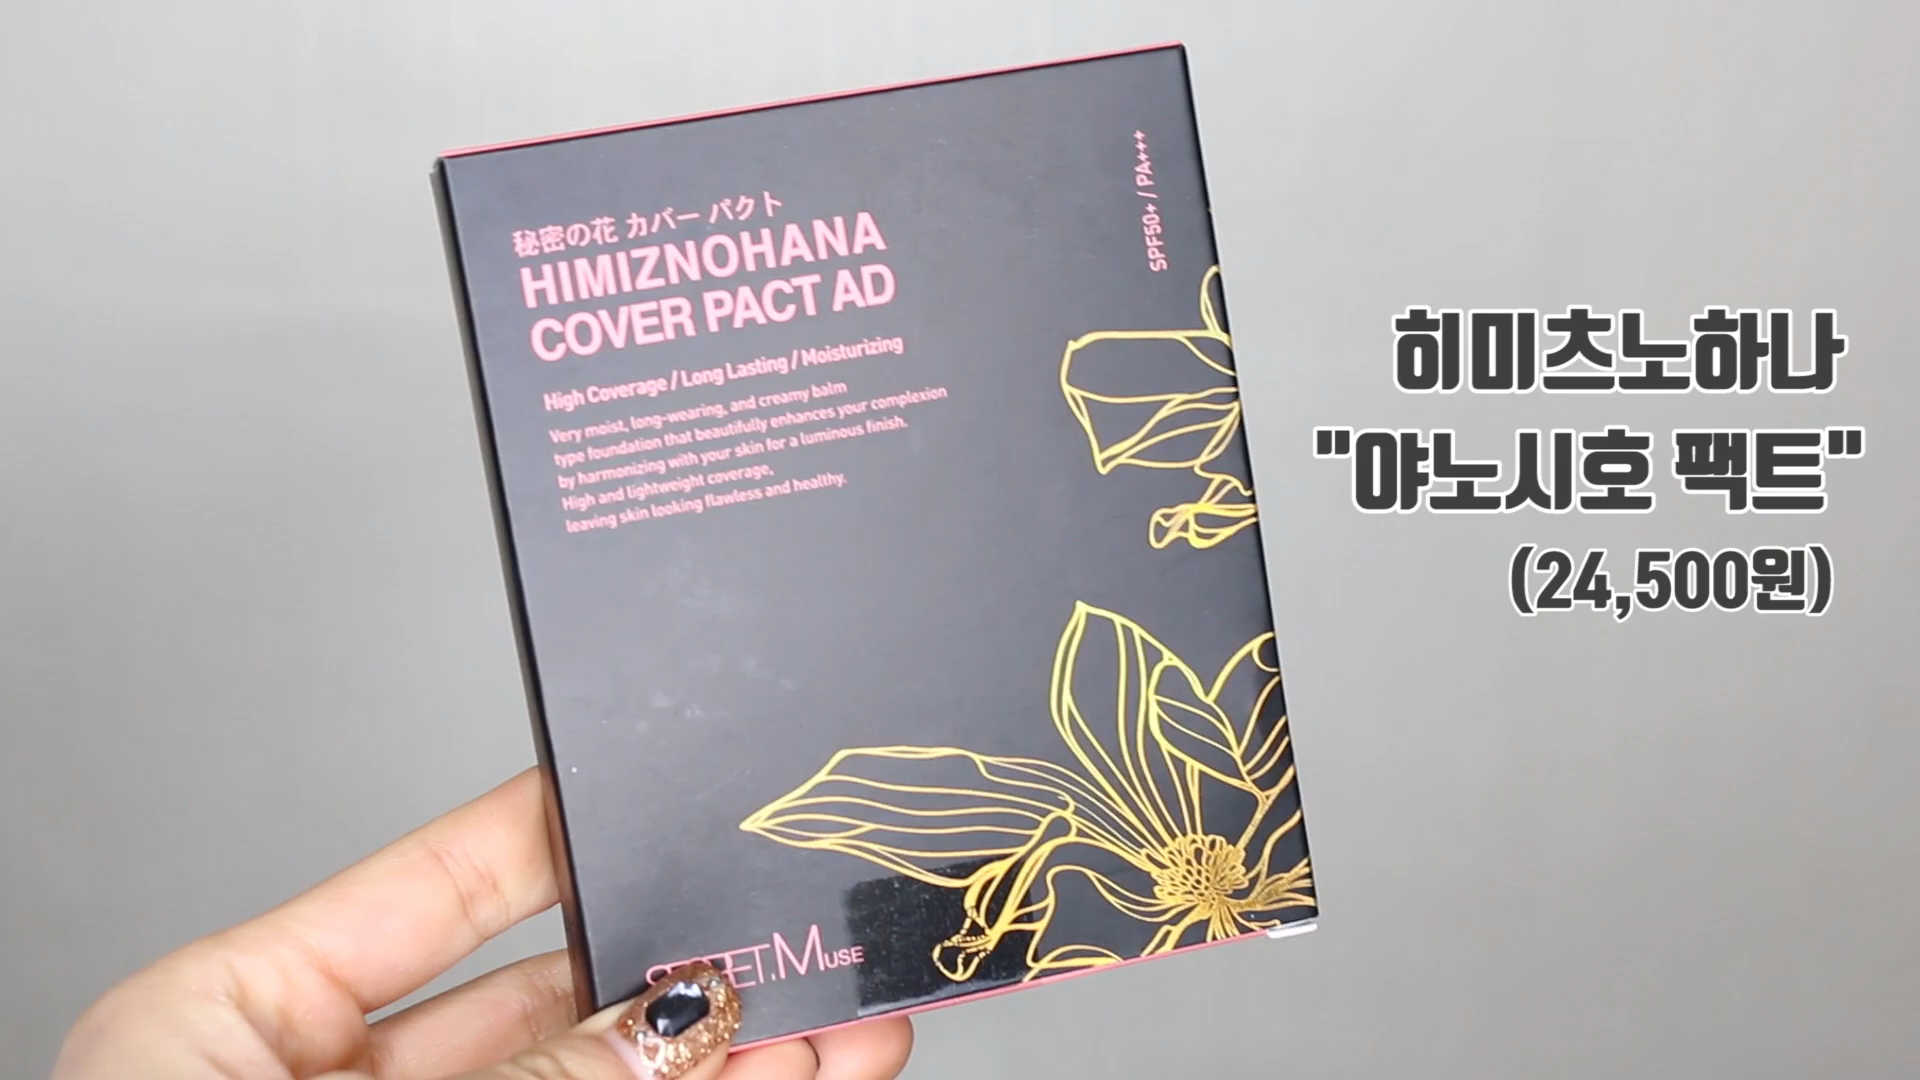 秘密の花 カバー パクト
HIMIZNOHANA
COVER PACT AD
High Coverage / Long Lasting / Moisturizing
Very moist, long-wearing, and creamy balm
type foundation that beautifully enhances your complexion
by harmonizing with your skin for a luminous finish.
High and lightweight coverage,
leaving skin looking flawless and healthy.
SPF50+ / PA+++
MUSE
히미츠노하나
"야노시호 팩트"
(24,500원)